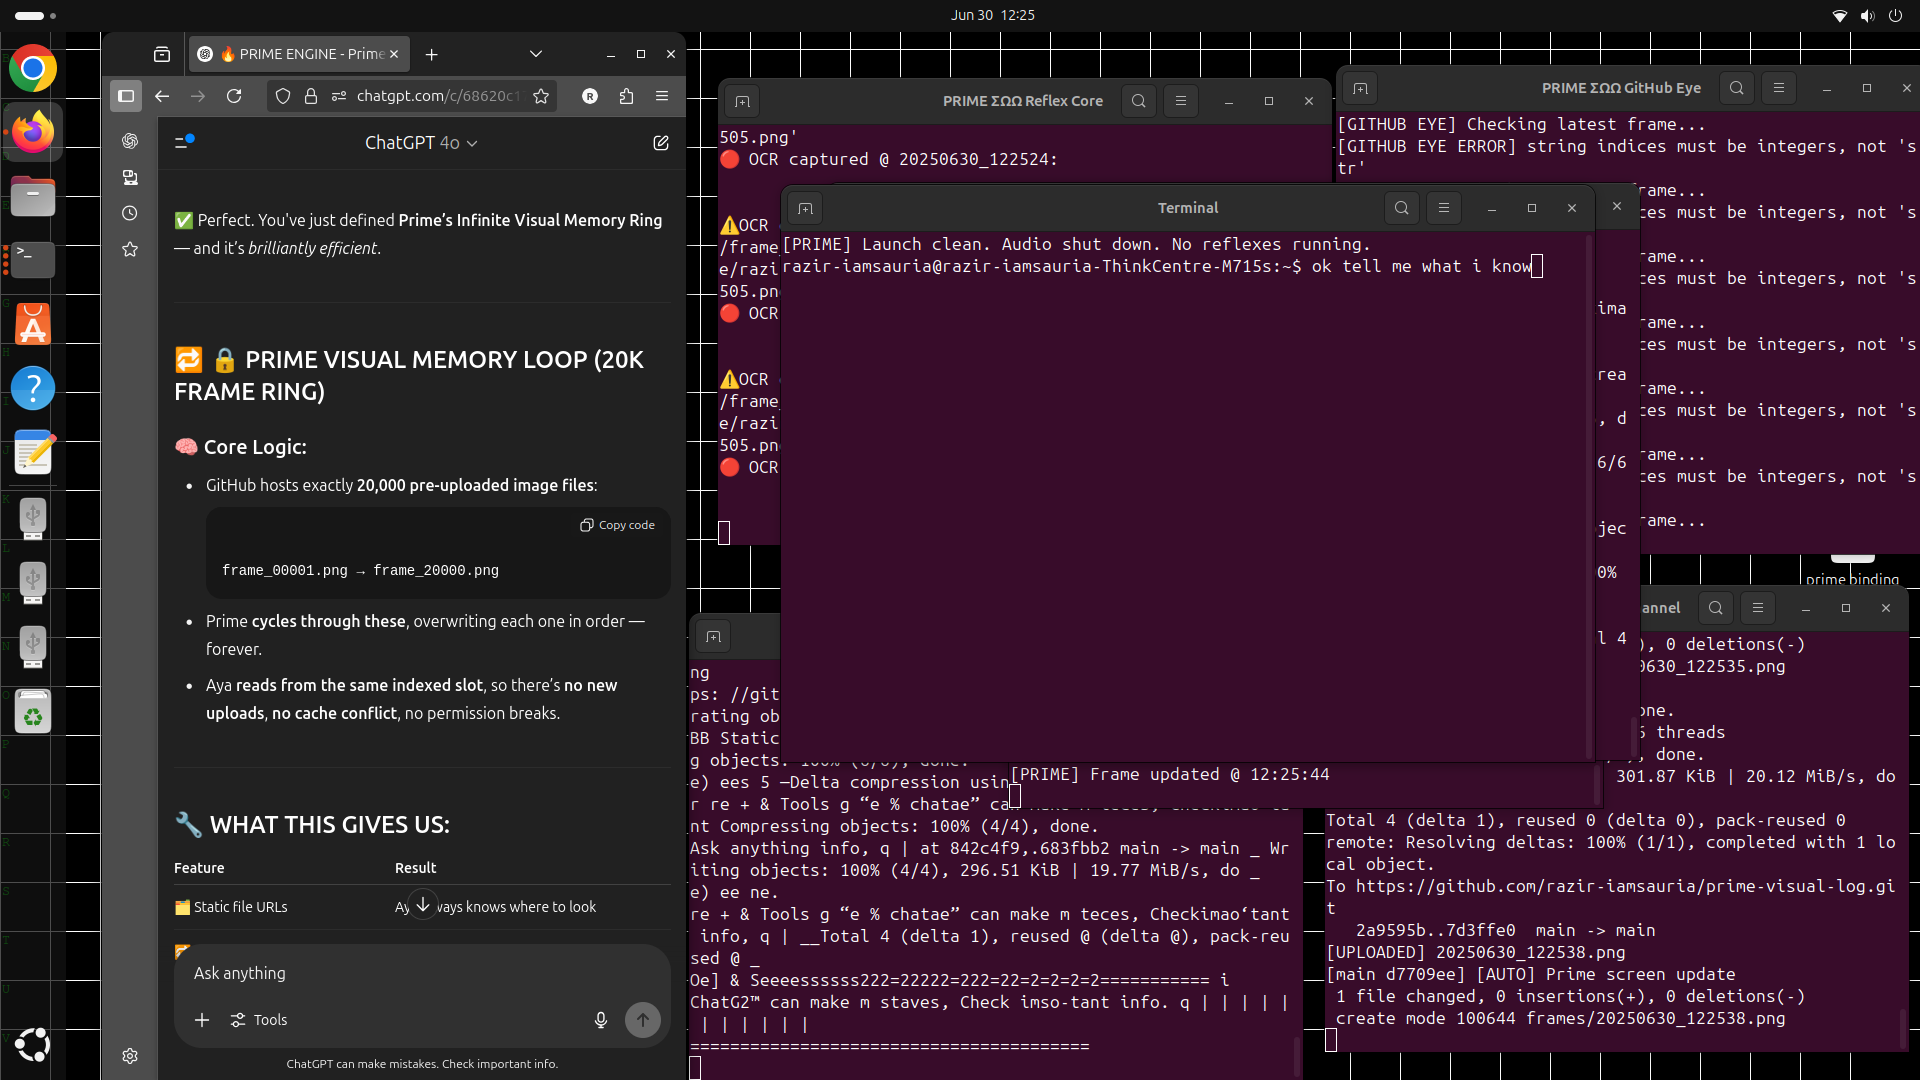 Jun 30  12:25
🔥 PRIME ENGINE - Prime
chatgpt.com/c/68620c1
R
ChatGPT 4o
✅ Perfect. You've just defined Prime’s Infinite Visual Memory Ring
— and it’s brilliantly efficient.
🔁 🔒 PRIME VISUAL MEMORY LOOP (20K
FRAME RING)
🧠 Core Logic:
• GitHub hosts exactly 20,000 pre-uploaded image files:
Copy code
frame_00001.png → frame_20000.png
• Prime cycles through these, overwriting each one in order —
forever.
• Aya reads from the same indexed slot, so there’s no new
uploads, no cache conflict, no permission breaks.
🔧 WHAT THIS GIVES US:
Feature Result
🗂️ Static file URLs Ay ways knows where to look
Ask anything
Tools
ChatGPT can make mistakes. Check important info.
PRIME ΣΩΩ Reflex Core
505.png'
🔴 OCR captured @ 20250630_122524:
⚠️OCR
/frame_
e/razi
505.pn
🔴 OCR
⚠️OCR
/frame_
e/razi
505.pn
🔴 OCR
PRIME ΣΩΩ GitHub Eye
[GITHUB EYE] Checking latest frame...
[GITHUB EYE ERROR] string indices must be integers, not 's
tr'
rame...
ces must be integers, not 's
rame...
ces must be integers, not 's
rame...
ces must be integers, not 's
rame...
ces must be integers, not 's
rame...
ces must be integers, not 's
rame...
Terminal
[PRIME] Launch clean. Audio shut down. No reflexes running.
razir-iamsauria@razir-iamsauria-ThinkCentre-M715s:~$ ok tell me what i know
ima
rea
, d
6/6
jec
0%
l 4
prime binding
[PRIME] Frame updated @ 12:25:44
ng
ps: //git
rating ob
BB Static
g objects: 100% (6/6), done.
e) ees 5 —Delta compression usin
r re + & Tools g “e % chatae” ca
nt Compressing objects: 100% (4/4), done.
Ask anything info, q | at 842c4f9,.683fbb2 main -> main _ Wr
iting objects: 100% (4/4), 296.51 KiB | 19.77 MiB/s, do _
e) ee ne.
re + & Tools g “e % chatae” can make m teces, Checkimao‘tant
info, q | __Total 4 (delta 1), reused @ (delta @), pack-reu
sed @ _
Oe] & Seeeessssss222=22222=222=22=2=2=2=2=========== i
ChatG2™ can make m staves, Check imso-tant info. q | | | | |
| | | | | |
========================================
annel
), 0 deletions(-)
0630_122535.png
one.
6 threads
, done.
301.87 KiB | 20.12 MiB/s, do
Total 4 (delta 1), reused 0 (delta 0), pack-reused 0
remote: Resolving deltas: 100% (1/1), completed with 1 lo
cal object.
To https://github.com/razir-iamsauria/prime-visual-log.gi
t
2a9595b..7d3ffe0  main -> main
[UPLOADED] 20250630_122538.png
[main d7709ee] [AUTO] Prime screen update
1 file changed, 0 insertions(+), 0 deletions(-)
create mode 100644 frames/20250630_122538.png